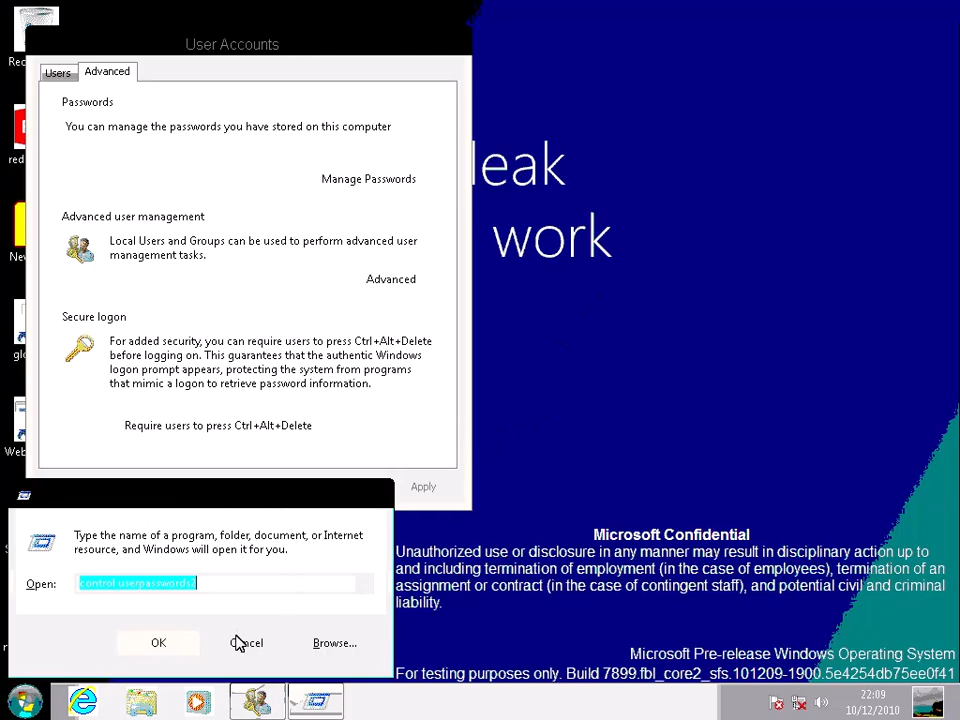 Rec
User Accounts
Users
Advanced
Passwords
You can manage the passwords you have stored on this computer
Manage Passwords
red
leak
work
Advanced user management
Local Users and Groups can be used to perform advanced user
management tasks.
Advanced
New
Secure logon
For added security, you can require users to press Ctrl+Alt+Delete
before logging on. This guarantees that the authentic Windows
logon prompt appears, protecting the system from programs
that mimic a logon to retrieve password information.
Require users to press Ctrl+Alt+Delete
Web
Apply
Type the name of a program, folder, document, or Internet
resource, and Windows will open it for you.
Open:
control userpasswords2
OK
Cancel
Browse...
Microsoft Confidential
Unauthorized use or disclosure in any manner may result in disciplinary action up to
and including termination of employment (in the case of employees), termination of an
assignment or contract (in the case of contingent staff), and potential civil and criminal
liability.
Microsoft Pre-release Windows Operating System
For testing purposes only. Build 7899.fbl_core2_sfs.101209-1900.5e4254db75ee0f41
22:09
10/12/2010